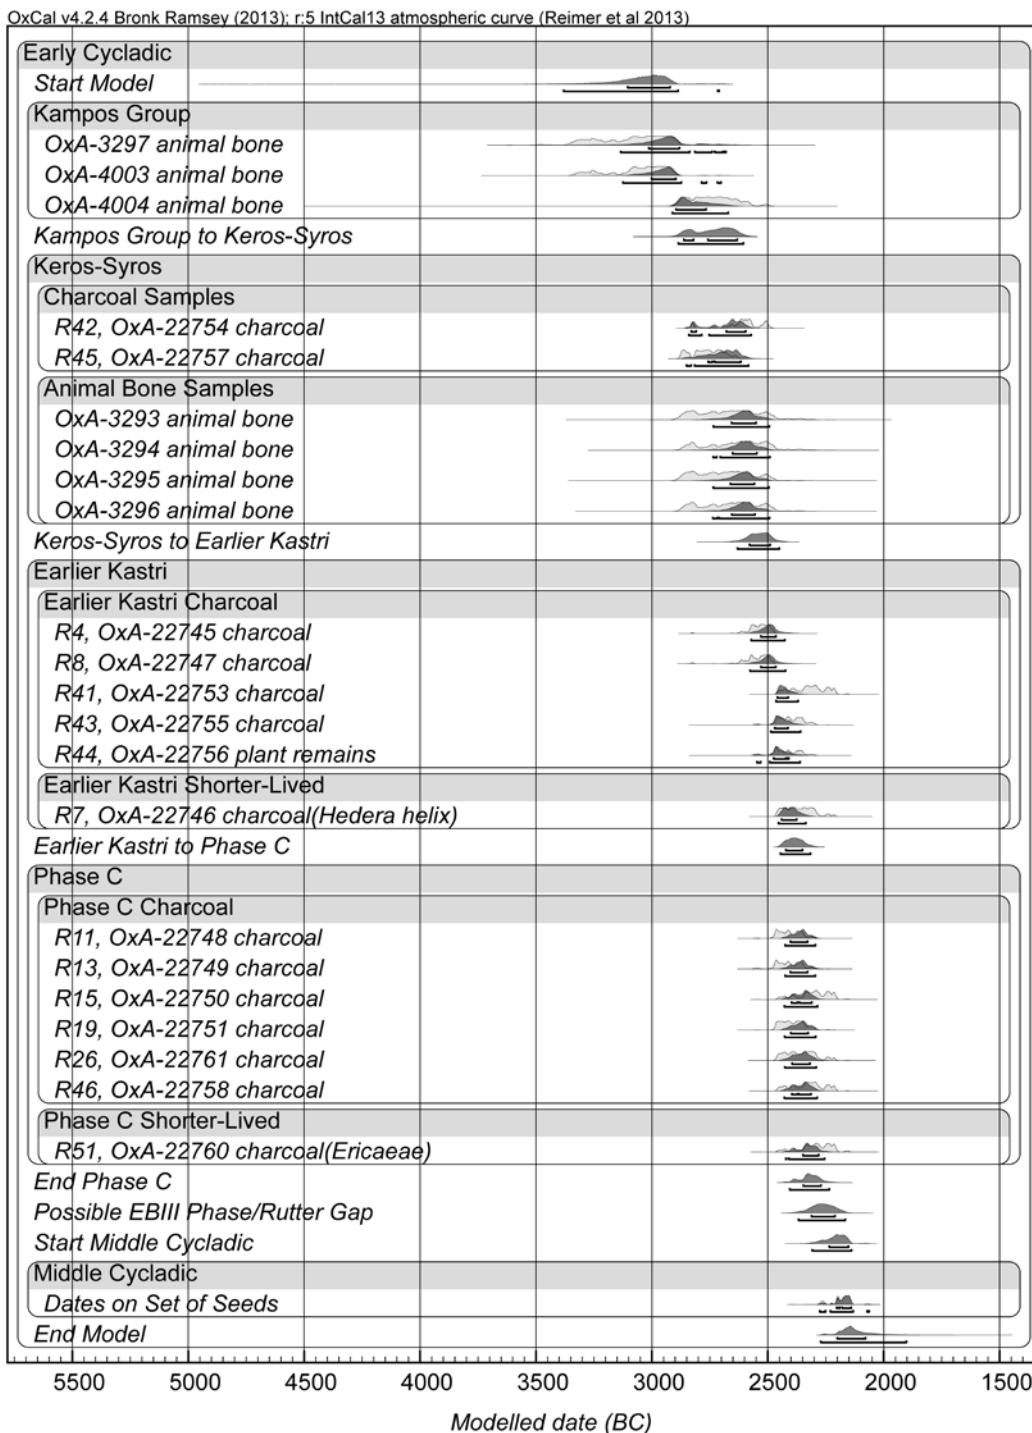 OxCal v4.2.4 Bronk Ramsey (2013); r:5 IntCal13 atmospheric curve (Reimer et al 2013)
Early Cycladic
Start Model
Kampos Group
OxA-3297 animal bone
OxA-4003 animal bone
OxA-4004 animal bone
Kampos Group to Keros-Syros
Keros-Syros
Charcoal Samples
R42, OxA-22754 charcoal
R45, OxA-22757 charcoal
Animal Bone Samples
OxA-3293 animal bone
OxA-3294 animal bone
OxA-3295 animal bone
OxA-3296 animal bone
Keros-Syros to Earlier Kastri
Earlier Kastri
Earlier Kastri Charcoal
R4, OxA-22745 charcoal
R8, OxA-22747 charcoal
R41, OxA-22753 charcoal
R43, OxA-22755 charcoal
R44, OxA-22756 plant remains
Earlier Kastri Shorter-Lived
R7, OxA-22746 charcoal(Hedera helix)
Earlier Kastri to Phase C
Phase C
Phase C Charcoal
R11, OxA-22748 charcoal
R13, OxA-22749 charcoal
R15, OxA-22750 charcoal
R19, OxA-22751 charcoal
R26, OxA-22761 charcoal
R46, OxA-22758 charcoal
Phase C Shorter-Lived
R51, OxA-22760 charcoal(Ericaeae)
End Phase C
Possible EBIII Phase/Rutter Gap
Start Middle Cycladic
Middle Cycladic
Dates on Set of Seeds
End Model
5500 5000 4500 4000 3500 3000 2500 2000 1500
Modelled date (BC)